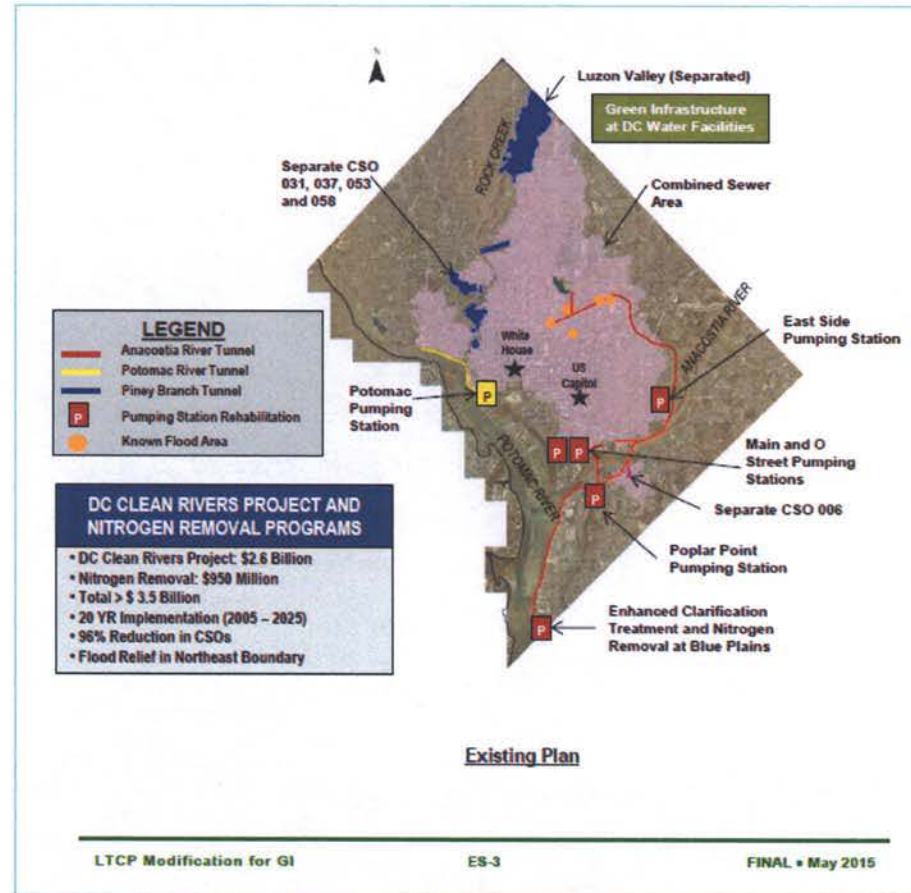 N
Luzon Valley (Separated)
Green Infrastructure
at DC Water Facilities
ROCK CREEK
Separate CSO
031, 037, 053
and 058
Combined Sewer
Area
LEGEND
Anacostia River Tunnel
Potomac River Tunnel
Piney Branch Tunnel
P Pumping Station Rehabilitation
Known Flood Area
White
House
US
Capitol
ANACOSTIA RIVER
East Side
Pumping Station
P
P
Potomac
Pumping
Station
P P
Main and O
Street Pumping
Stations
POTOMAC RIVER
P
Separate CSO 006
Poplar Point
Pumping Station
DC CLEAN RIVERS PROJECT AND
NITROGEN REMOVAL PROGRAMS
• DC Clean Rivers Project: $2.6 Billion
• Nitrogen Removal: $950 Million
• Total > $ 3.5 Billion
• 20 YR Implementation (2005 – 2025)
• 96% Reduction in CSOs
• Flood Relief in Northeast Boundary
P
Enhanced Clarification
Treatment and Nitrogen
Removal at Blue Plains
Existing Plan
LTCP Modification for GI ES-3 FINAL • May 2015